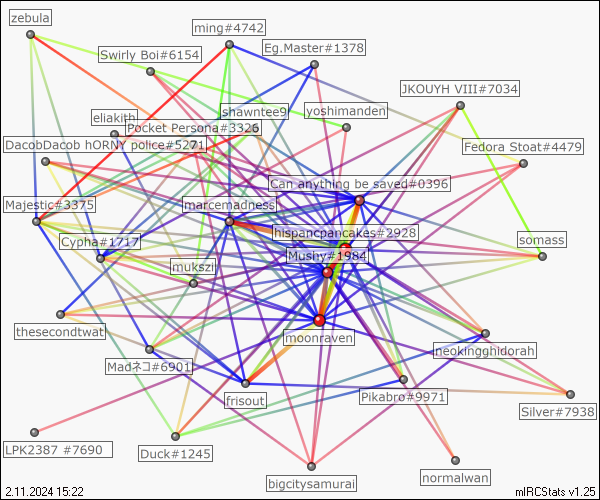 zebula
ming#4742
Swirly Boi#6154
Eg.Master#1378
JKOUYH VIII#7034
eliakith
shawntee9
yoshimanden
Pocket Persona#3326
DacobDacob hORNY police#5271
Fedora Stoat#4479
Can anything be saved#0396
Majestic#3375
marcemadness
hispancpancakes#2928
Cypha#1717
Mushy#1984
somass
mukszir
thesecondtwat
moonraven
neokingghidorah
Madネコ#6901
frisout
Pikabro#9971
Silver#7938
LPK2387 #7690
Duck#1245
bigcitysamurai
normalwan
2.11.2024 15:22
mIRCStats v1.25